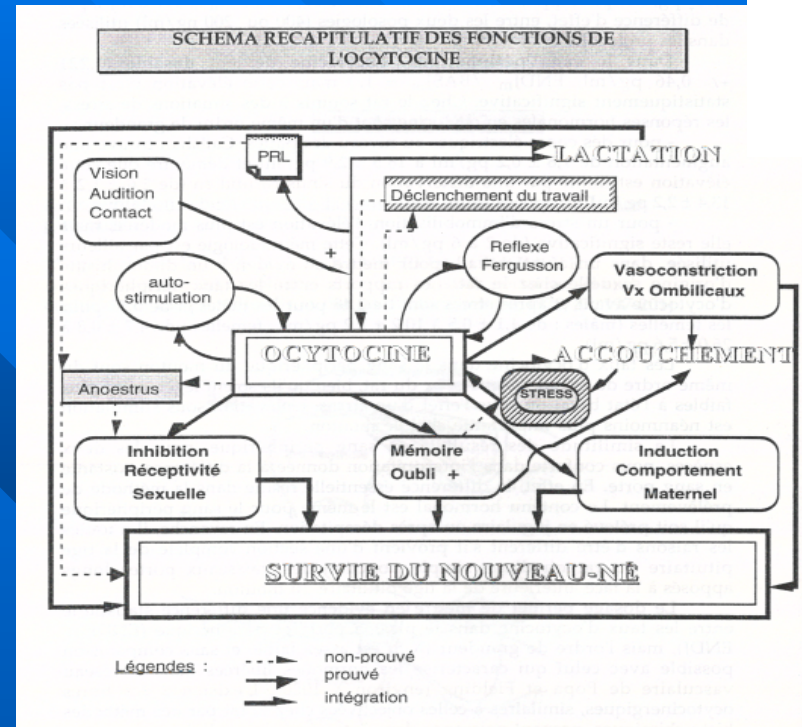 SCHEMA RECAPITULATIF DES FONCTIONS DE
L'OCYTOCINE
PRL
LACTATION
Vision
Audition
Contact
Déclenchement du travail
+
Reflexe
Fergusson
Vasoconstriction
Vx Ombilicaux
auto-
stimulation
+
OCYTOCINE
ACCOUCHEMENT
Anoestrus
STRESS
Inhibition
Réceptivité
Sexuelle
Mémoire
Oubli +
Induction
Comportement
Maternel
SURVIE DU NOUVEAU-NÉ
Légendes :
non-prouvé
prouvé
intégration